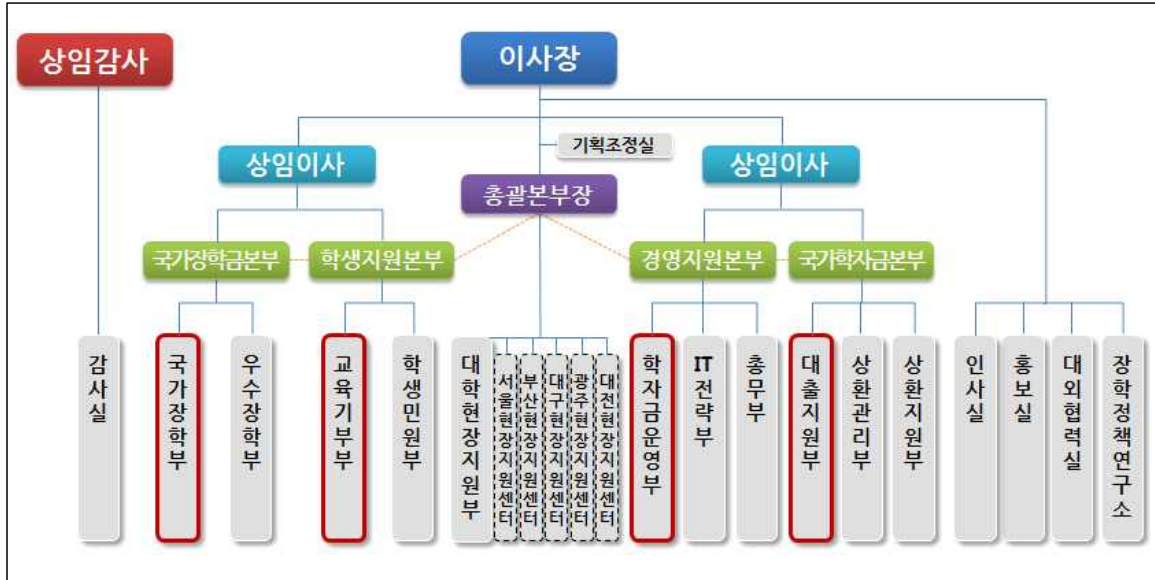 상임감사
이사장
기획조정실
상임이사
상임이사
총괄본부장
국가장학금본부
학생지원본부
경영지원본부
국가학자금본부
감사실
국가장학부
우수장학부
교육기부부
학생민원부
대학현장지원부
서울현장지원센터
부산현장지원센터
대구현장지원센터
광주현장지원센터
대전현장지원센터
학자금운영부
IT전략부
총무부
대출지원부
상환관리부
상환지원부
인사실
홍보실
대외협력실
장학정책연구소